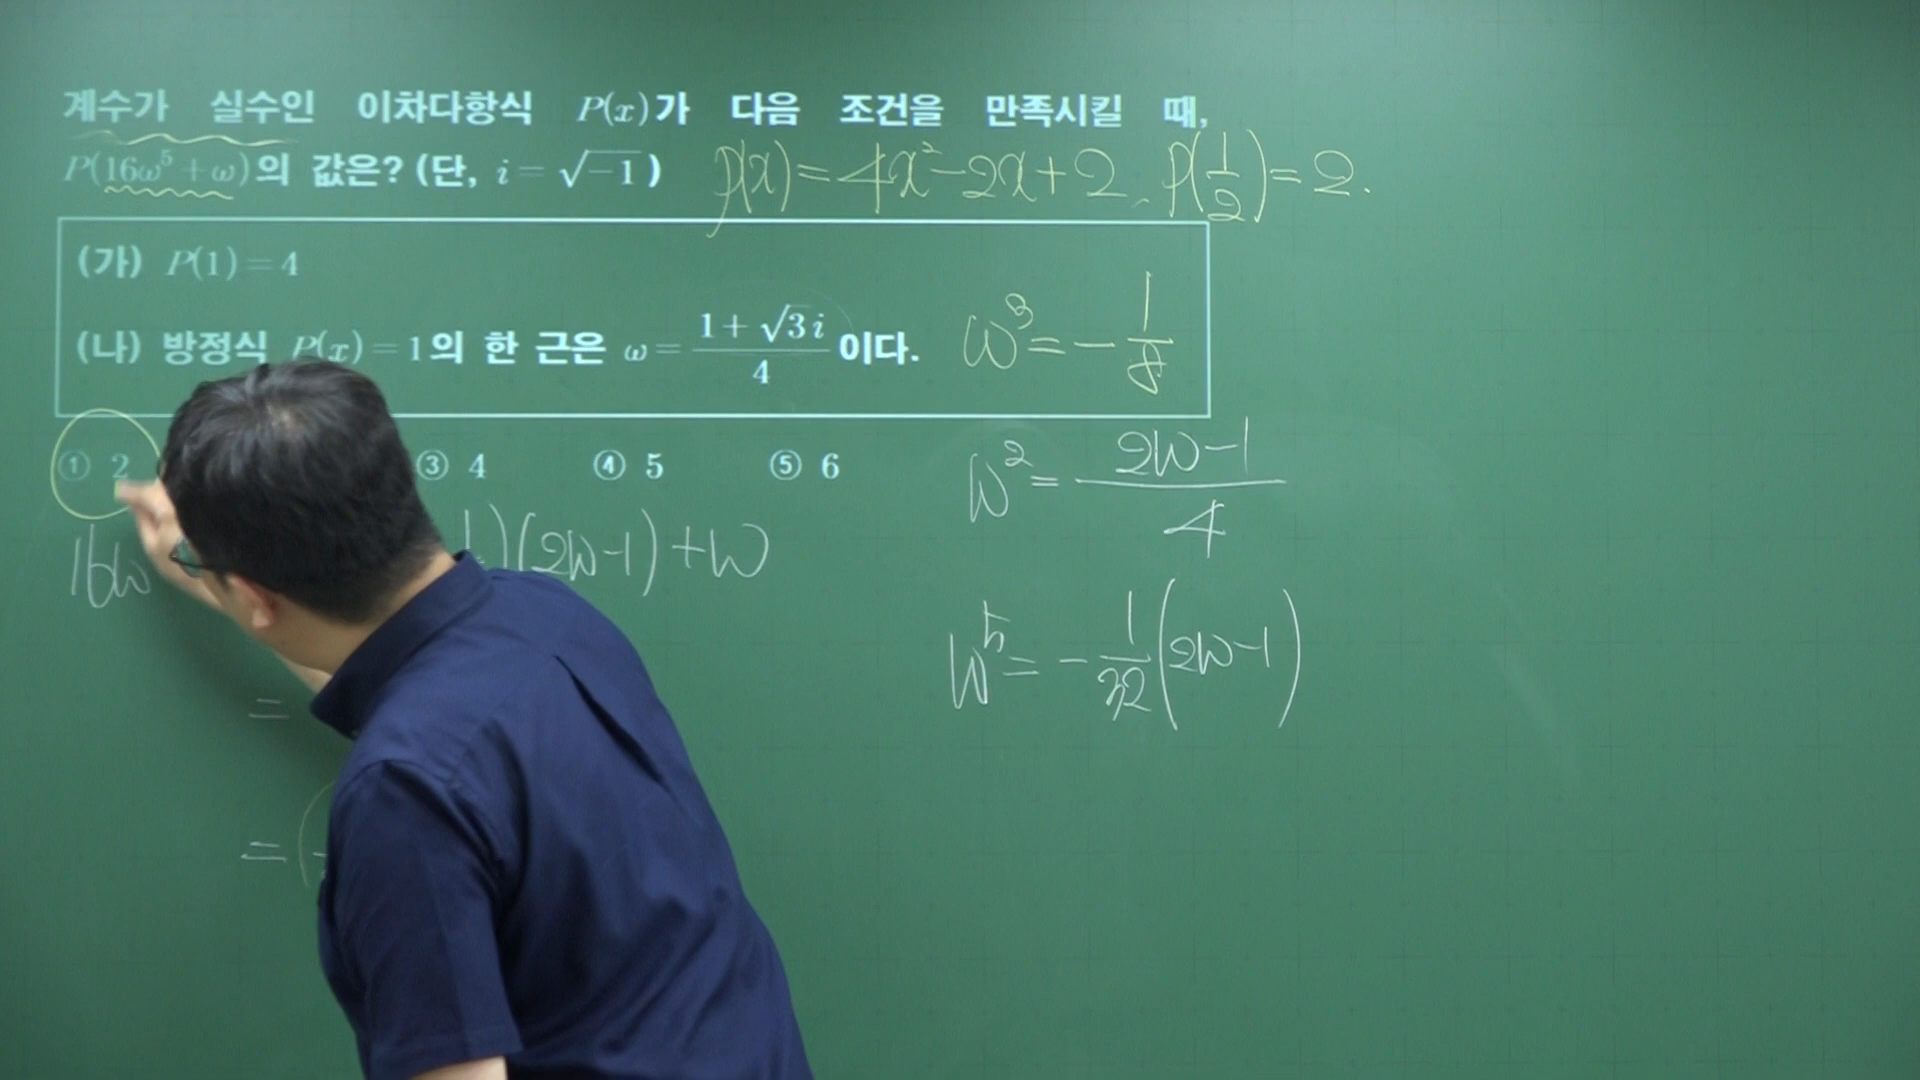 계수가 실수인 이차다항식 P(x)가 다음 조건을 만족시킬 때,
P(16ω⁵+ω)의 값은? (단, i=√-1)
p(x)=4x²-2x+2, p(1/2)=2.
(가) P(1)=4
(나) 방정식 P(x)=1의 한 근은 ω=(1+√3i)/4이다.
ω³=-1/8
① 2
③ 4
④ 5
⑤ 6
ω²=(2ω-1)/4
16ω
)(2ω-1)+ω
ω⁵=-1/32(2ω-1)
=
=(